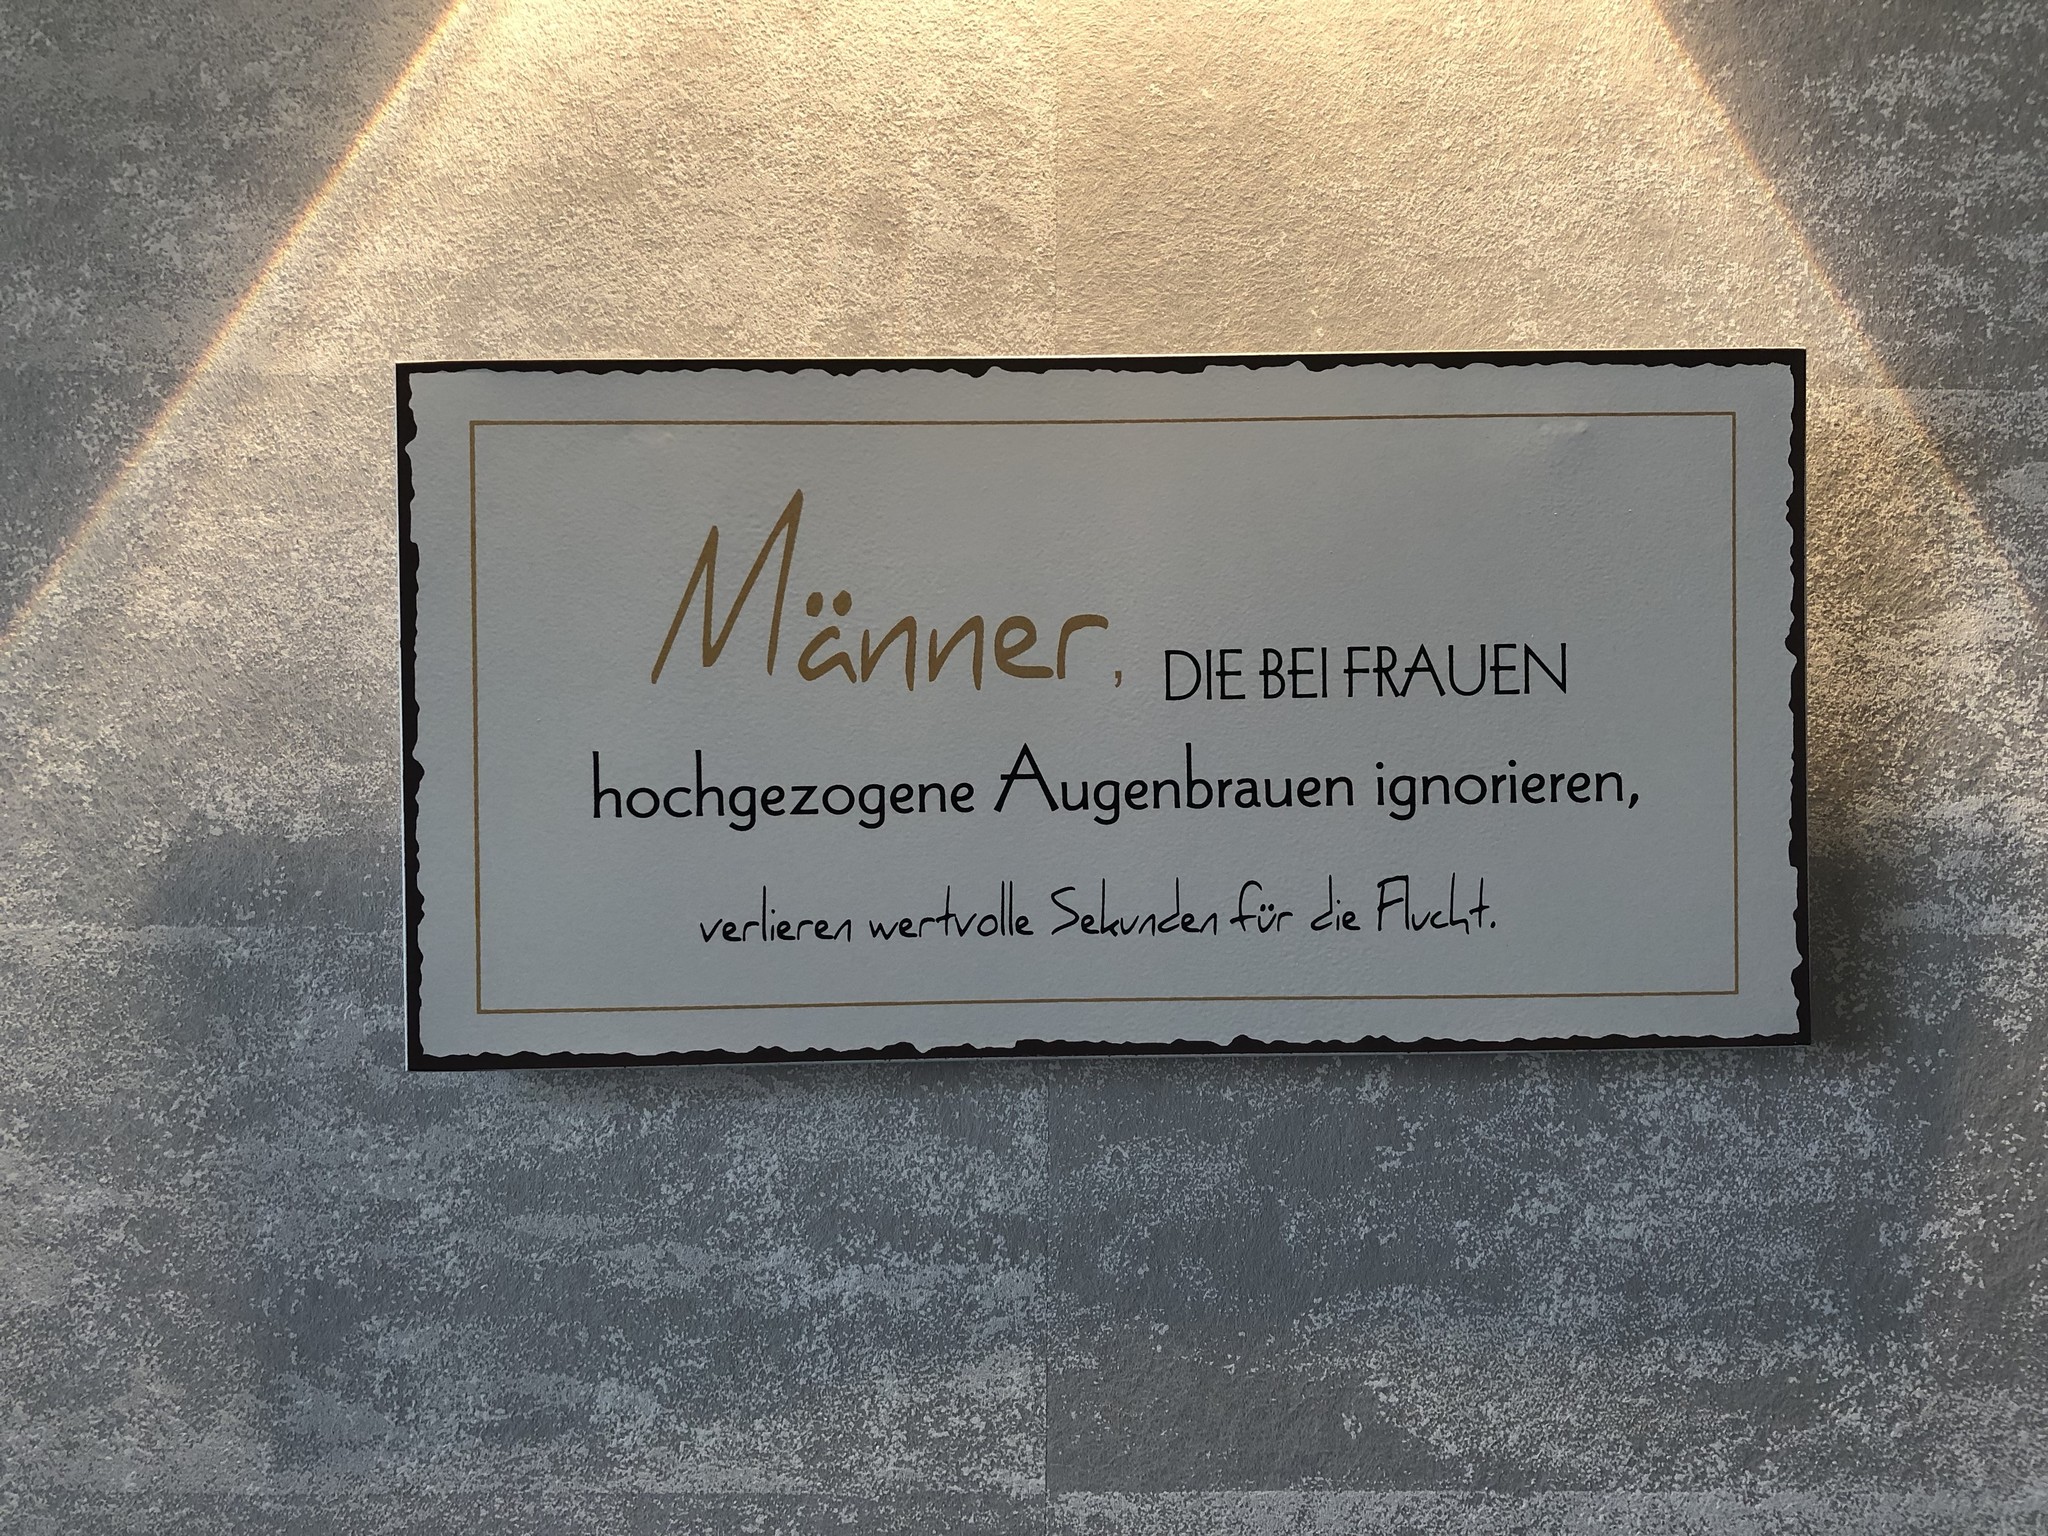 Männer, DIE BEI FRAUEN
hochgezogene Augenbrauen ignorieren,
verlieren wertvolle Sekunden für die Flucht.